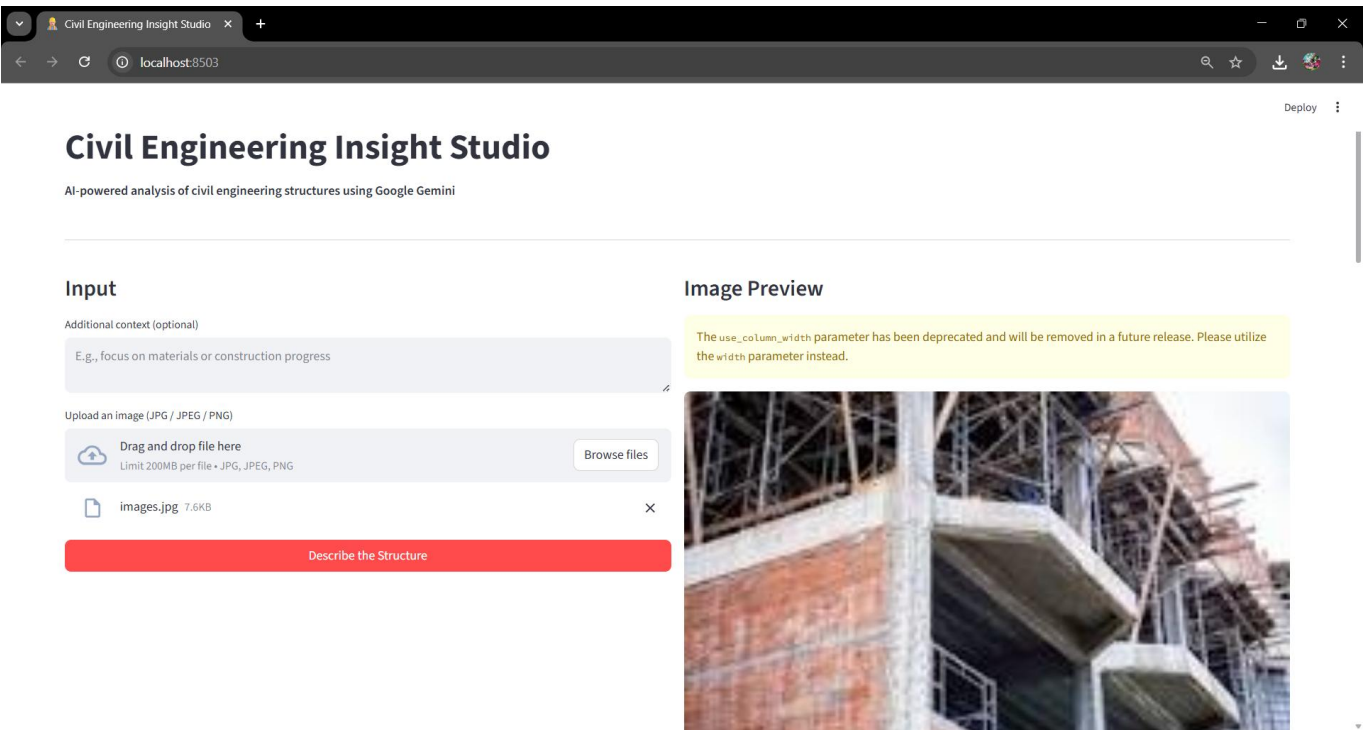 Civil Engineering Insight Studio
localhost:8503
Deploy
Civil Engineering Insight Studio
AI-powered analysis of civil engineering structures using Google Gemini
Input
Additional context (optional)
E.g., focus on materials or construction progress
Upload an image (JPG / JPEG / PNG)
Drag and drop file here
Limit 200MB per file • JPG, JPEG, PNG
Browse files
images.jpg 7.6KB
Describe the Structure
Image Preview
The use_column_width parameter has been deprecated and will be removed in a future release. Please utilize
the width parameter instead.